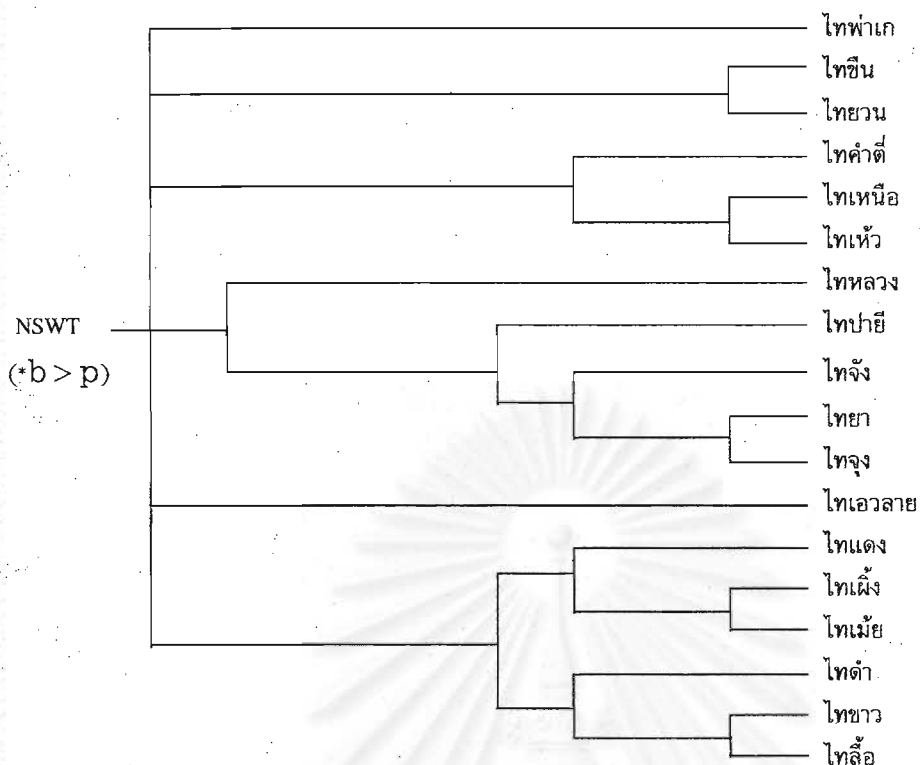 ไทพ่าเก
ไทขึน
ไทยวน
ไทคำตี่
ไทเหนือ
ไทเห้ว
ไทหลวง
NSWT
(*b > p)
ไทปายี
ไทจัง
ไทยา
ไทจุง
ไทเอวลาย
ไทแดง
ไทเผิ้ง
ไทเม้ย
ไทดำ
ไทขาว
ไทลื้อ